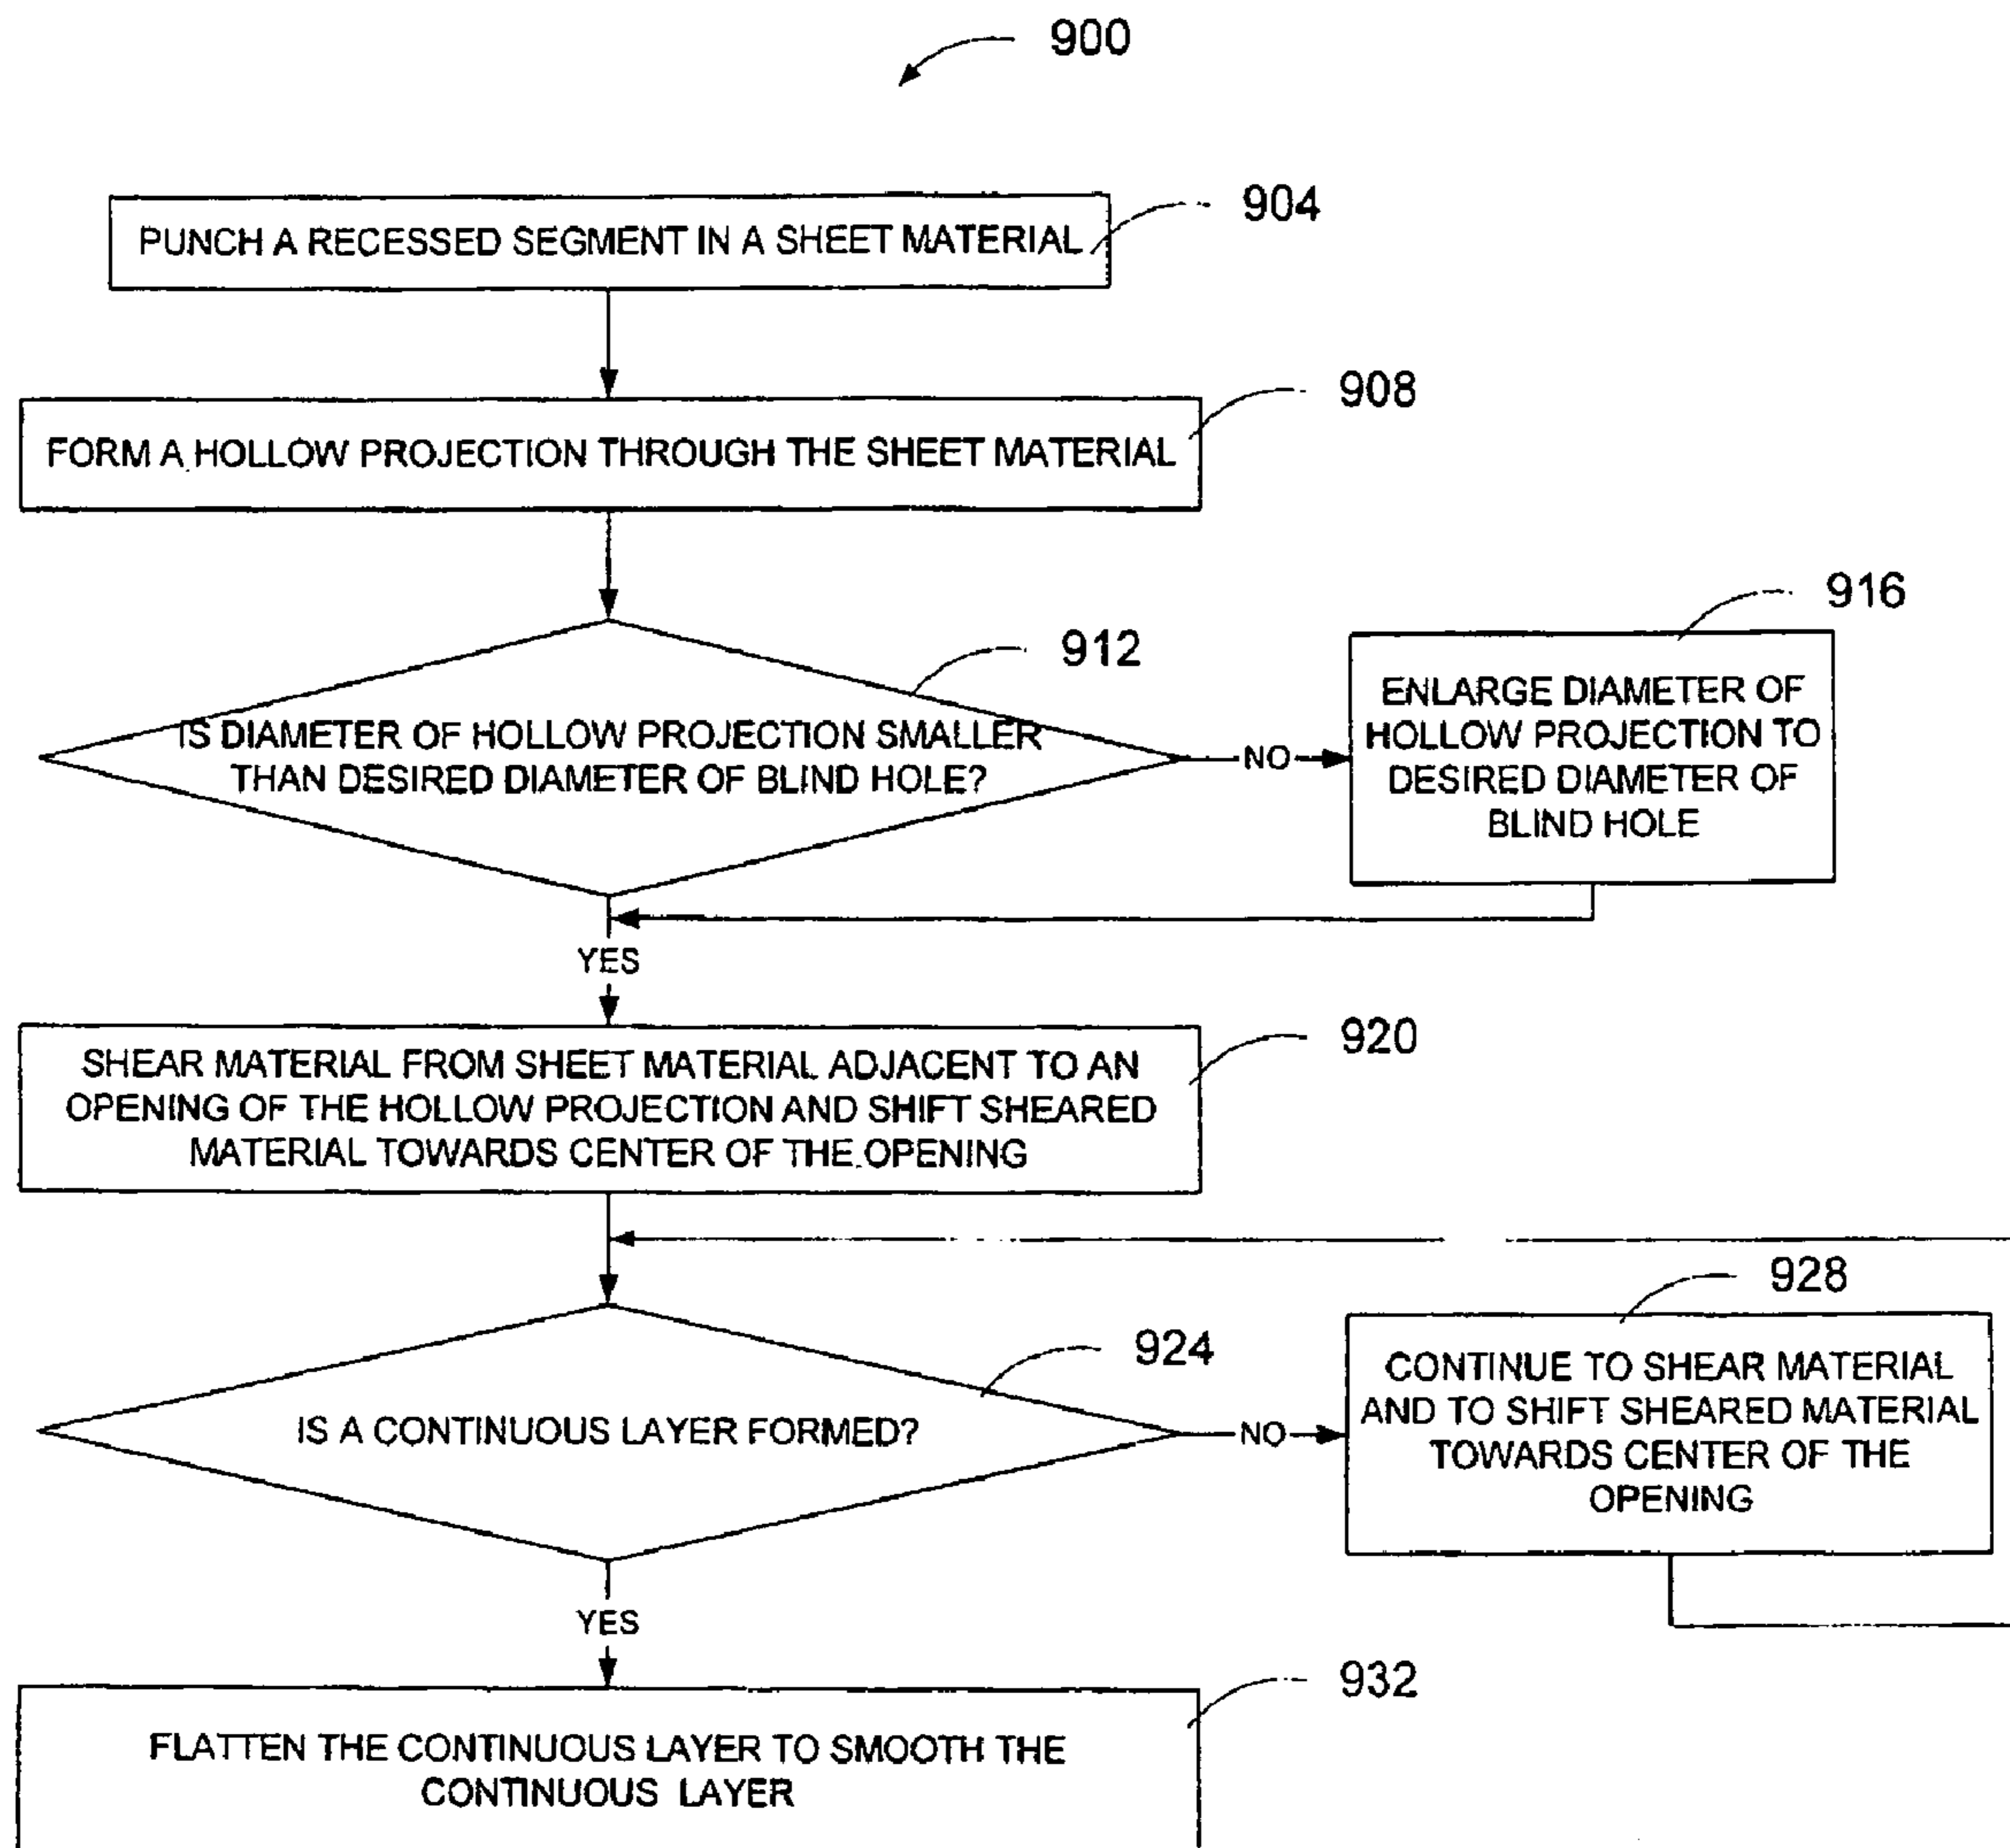 900
904
PUNCH A RECESSED SEGMENT IN A SHEET MATERIAL
908
FORM A HOLLOW PROJECTION THROUGH THE SHEET MATERIAL
912
916
IS DIAMETER OF HOLLOW PROJECTION SMALLER
THAN DESIRED DIAMETER OF BLIND HOLE?
NO
ENLARGE DIAMETER OF
HOLLOW PROJECTION TO
DESIRED DIAMETER OF
BLIND HOLE
YES
920
SHEAR MATERIAL FROM SHEET MATERIAL ADJACENT TO AN
OPENING OF THE HOLLOW PROJECTION AND SHIFT SHEARED
MATERIAL TOWARDS CENTER OF THE OPENING
924
928
IS A CONTINUOUS LAYER FORMED?
NO
CONTINUE TO SHEAR MATERIAL
AND TO SHIFT SHEARED MATERIAL
TOWARDS CENTER OF THE
OPENING
YES
932
FLATTEN THE CONTINUOUS LAYER TO SMOOTH THE
CONTINUOUS LAYER